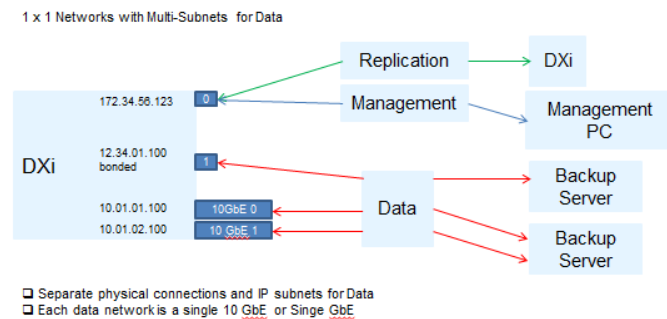 1 x 1 Networks with Multi-Subnets for Data
Replication
DXi
172.34.56.123
0
Management
Management
PC
DXi
12.34.01.100
bonded
1
Backup
Server
10.01.01.100
10GbE 0
Data
10.01.02.100
10 GbE 1
Backup
Server
❑ Separate physical connections and IP subnets for Data
❑ Each data network is a single 10 GbE or Singe GbE